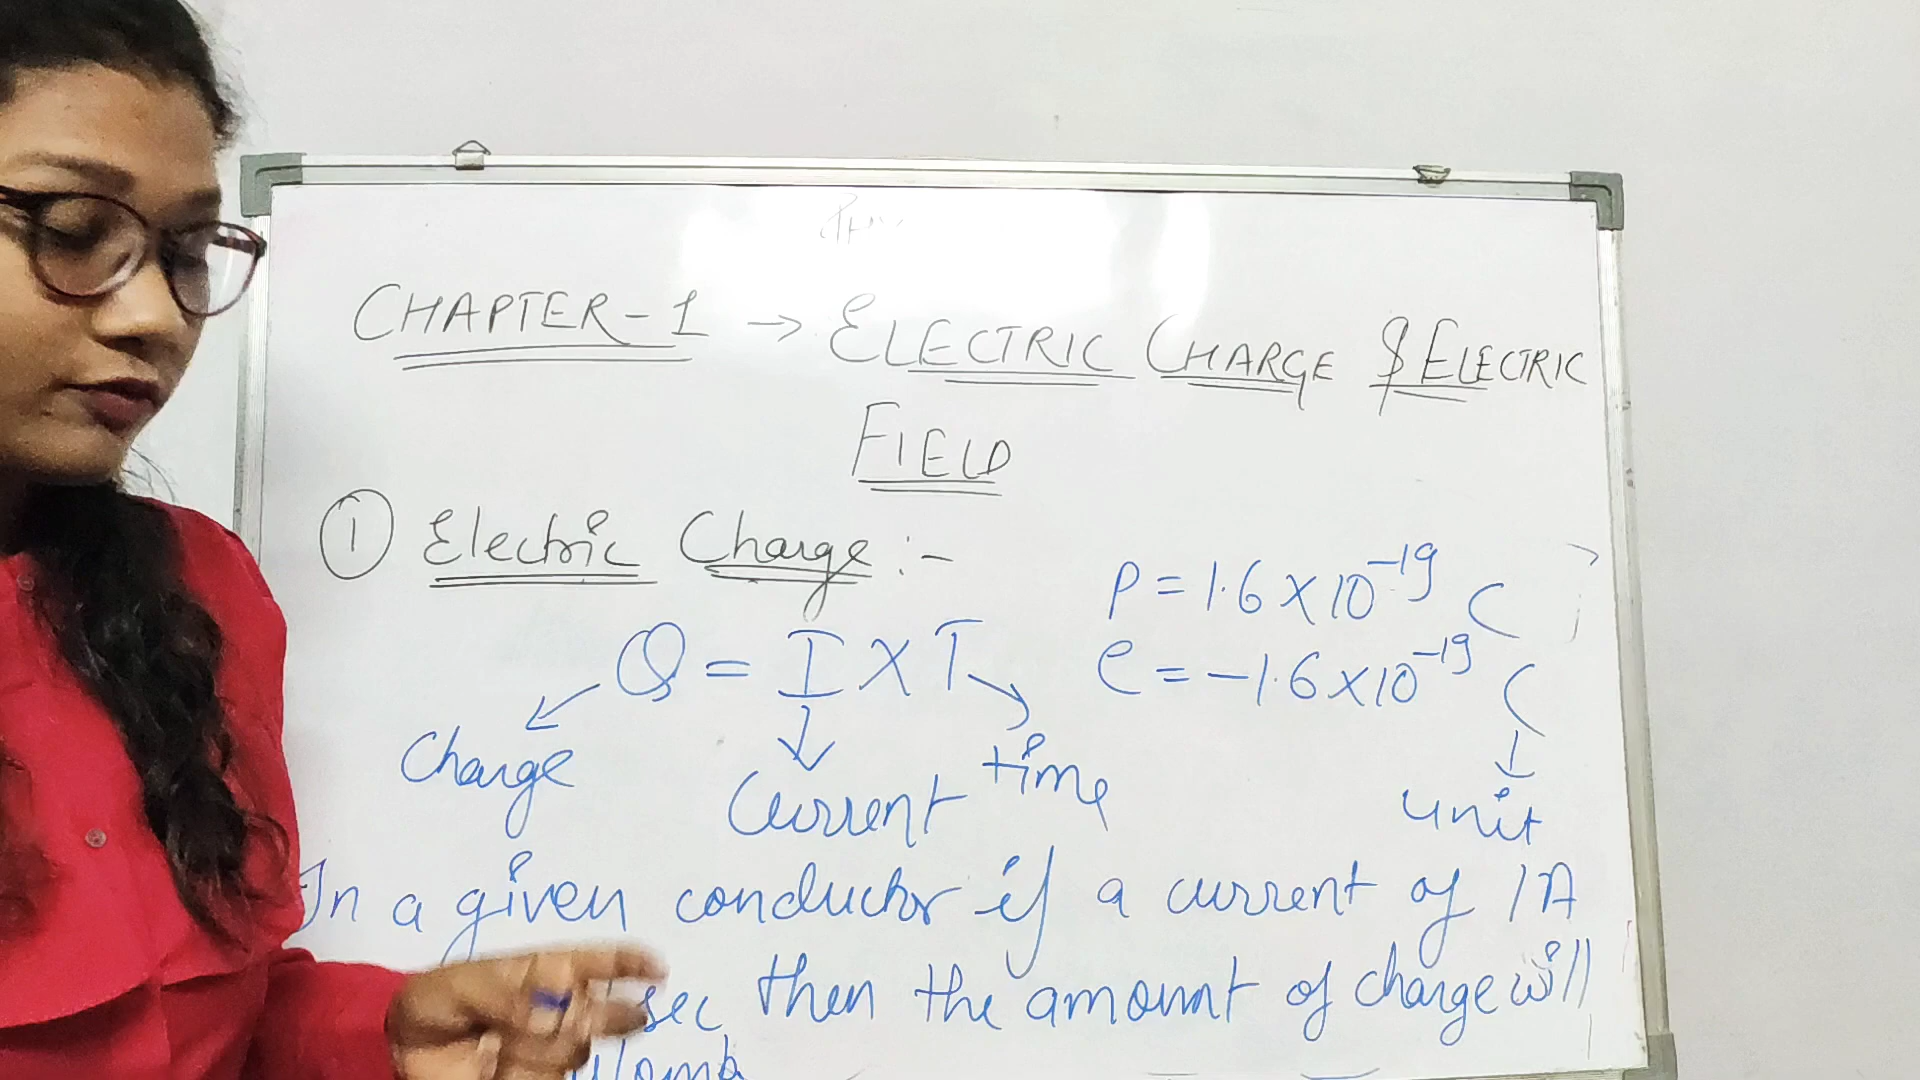 CHAPTER-1 → ELECTRIC CHARGE & ELECTRIC
FIELD
① Electric Charge :-
P = 1.6 × 10⁻¹⁹ C
Q = I × T
e = -1.6 × 10⁻¹⁹ C
Charge
Current
time
unit
In a given conductor if a current of 1A
sec then the amount of charge will